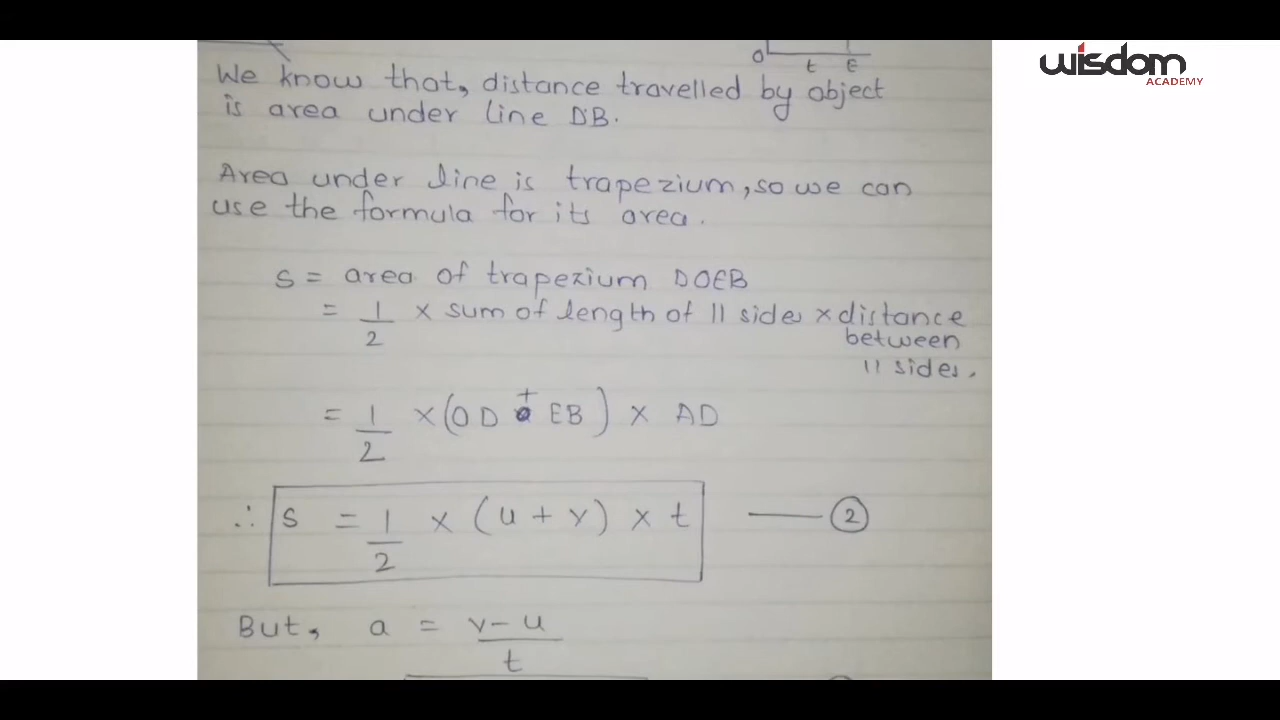 wisdom
ACADEMY
O t E
We know that, distance travelled by object
is area under line DB.
Area under line is trapezium, so we can
use the formula for its area.
S = area of trapezium DOEB
= 1/2 × sum of length of || sides × distance
between
|| sides.
= 1/2 × (OD + EB) × AD
∴ S = 1/2 × (u + v) × t —— ②
But, a = v - u / t